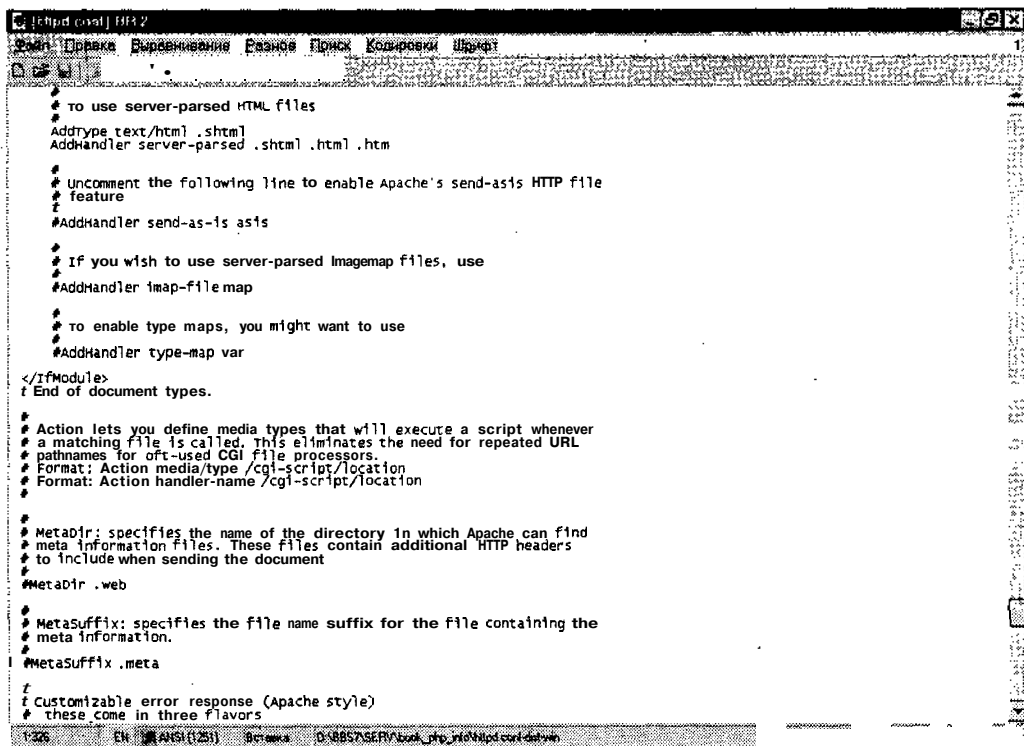 [httpd conf] BR2
Файл Правка Выравнивание Разное Поиск Кодировки Шрифт
#
# To use server-parsed HTML files
#
AddType text/html .shtml
AddHandler server-parsed .shtml .html .htm
#
# Uncomment the following line to enable Apache's send-asis HTTP file
# feature
t
#AddHandler send-as-is asis
#
# If you wish to use server-parsed Imagemap files, use
#
#AddHandler imap-file map
#
# To enable type maps, you might want to use
#
#AddHandler type-map var
</IfModule>
t End of document types.
#
# Action lets you define media types that will execute a script whenever
# a matching file is called. This eliminates the need for repeated URL
# pathnames for oft-used CGI file processors.
# Format: Action media/type /cgi-script/location
# Format: Action handler-name /cgi-script/location
#
#
# MetaDir: specifies the name of the directory in which Apache can find
# meta information files. These files contain additional HTTP headers
# to include when sending the document
#
#MetaDir .web
#
# MetaSuffix: specifies the file name suffix for the file containing the
# meta information.
#
#MetaSuffix .meta
t
t Customizable error response (Apache style)
# these come in three flavors
1:326 EN ANSI (1251) Вставка